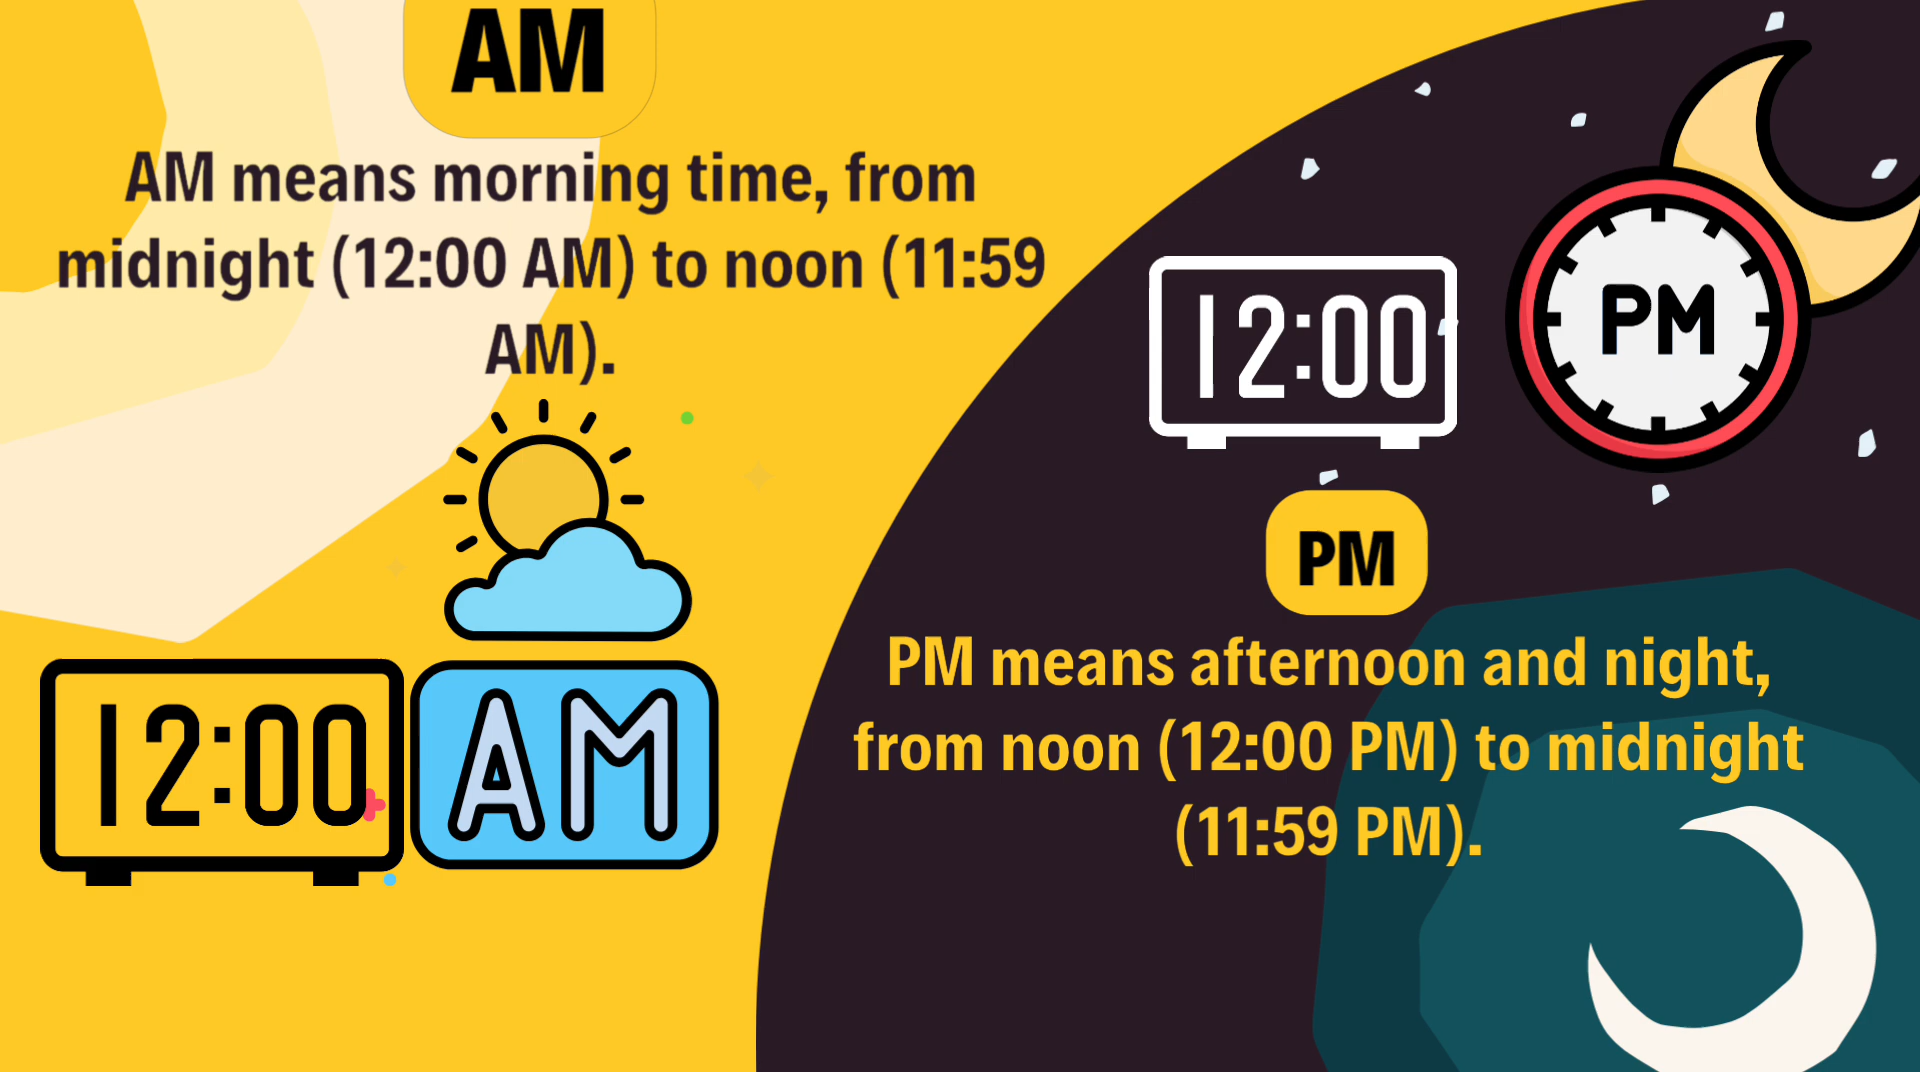 AM
AM means morning time, from
midnight (12:00 AM) to noon (11:59
AM).
12:00
AM
12:00
PM
PM
PM means afternoon and night,
from noon (12:00 PM) to midnight
(11:59 PM).